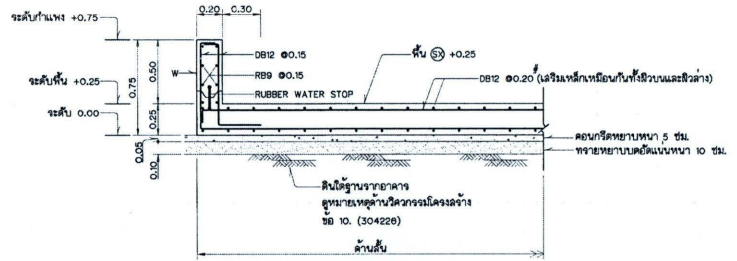 0.20 0.30
ระดับกำแพง +0.75
DB12 @0.15
พื้น SX +0.25
W
RB9 @0.15
DB12 @0.20 # (เสริมเหล็กเหมือนกันทั้งผิวบนและผิวล่าง)
0.75
0.50
ระดับพื้น +0.25
RUBBER WATER STOP
ระดับ 0.00
0.25
คอนกรีตหยาบหนา 5 ซม.
0.05
ทรายหยาบบดอัดแน่นหนา 10 ซม.
0.10
ดินใต้ฐานรากอาคาร
ดูหมายเหตุด้านวิศวกรรมโครงสร้าง
ข้อ 10. (304226)
ด้านสั้น